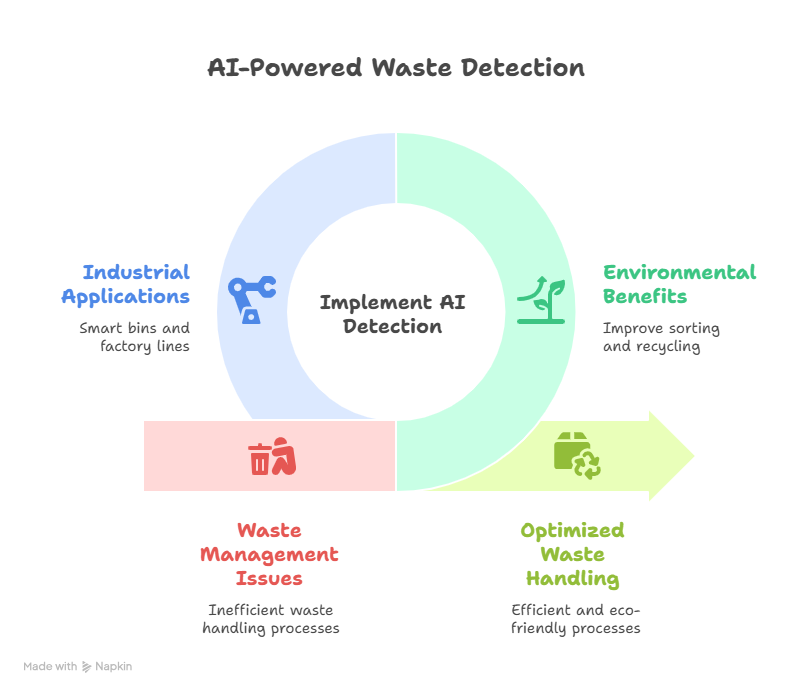 AI-Powered Waste Detection
Industrial
Applications
Smart bins and
factory lines
Implement AI
Detection
Environmental
Benefits
Improve sorting
and recycling
Waste
Management
Issues
Inefficient waste
handling processes
Optimized
Waste
Handling
Efficient and eco-
friendly processes
Made with Napkin